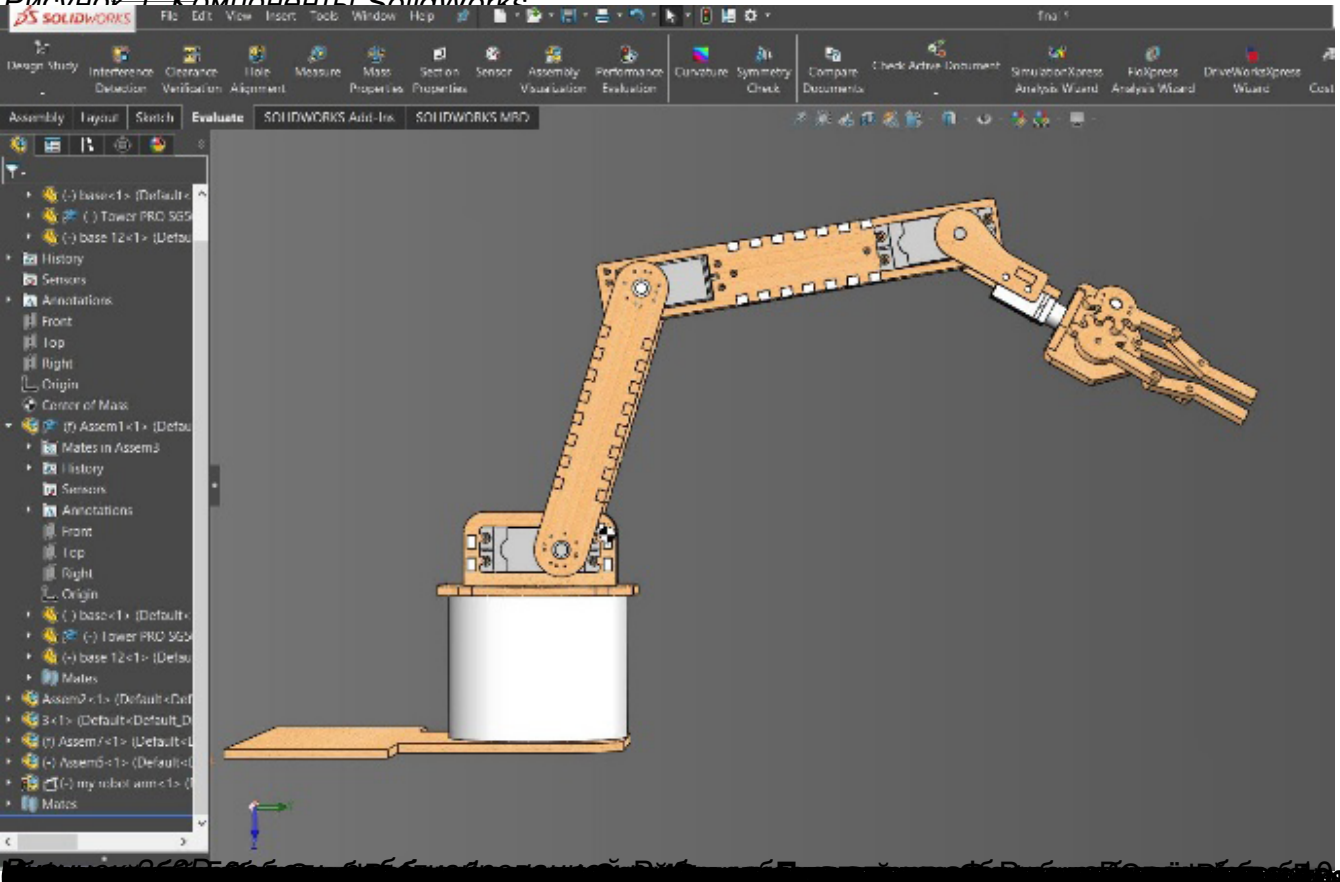 Рисунок 1 Компоненты SolidWorks
SOLIDWORKS File Edit View Insert Tools Window Help final *
Design Study Interference Detection Clearance Verification Hole Alignment Measure Mass Properties Section Properties Sensor Assembly Visualization Performance Evaluation Curvature Symmetry Check Compare Documents Check Active Document SimulationXpress Analysis Wizard FloXpress Analysis Wizard DriveWorksXpress Wizard Cost
Assembly Layout Sketch Evaluate SOLIDWORKS Add-Ins SOLIDWORKS MBD
(-) base<1> (Default<
(-) Tower PRO SG5
(-) base 12<1> (Defau
History
Sensors
Annotations
Front
Top
Right
Origin
Center of Mass
(f) Assem1<1> (Defau
Mates in Assem3
History
Sensors
Annotations
Front
Top
Right
Origin
(-) base<1> (Default<
(-) Tower PRO SG5
(-) base 12<1> (Defau
Mates
Assem2<1> (Default<Def
3<1> (Default<Default_D
(f) Assem7<1> (Default<
(-) Assem5<1> (Default<
(-) my robot arm<1> (
Mates